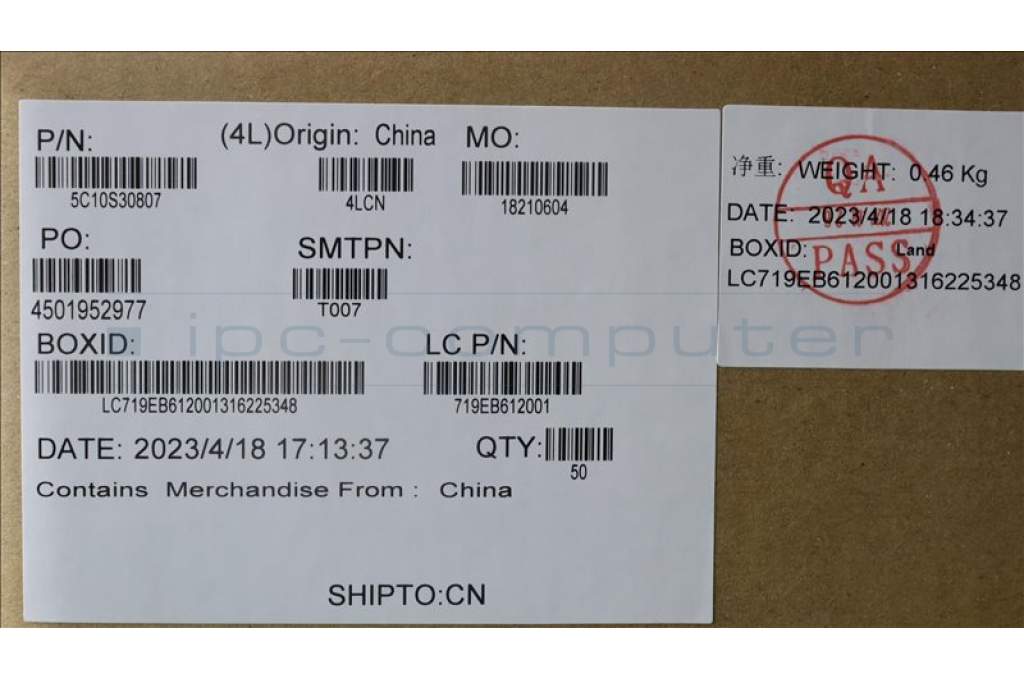 P/N: (4L)Origin: China MO:
5C10S30807 4LCN 18210604
PO: SMTPN:
4501952977 T007
BOXID: LC P/N:
LC719EB612001316225348 719EB612001
DATE: 2023/4/18 17:13:37 QTY:
50
Contains Merchandise From : China
SHIPTO:CN
净重: WEIGHT: 0.46 Kg
DATE: 2023/4/18 18:34:37
BOXID: Land
LC719EB612001316225348
QA
PASS
ipc-computer